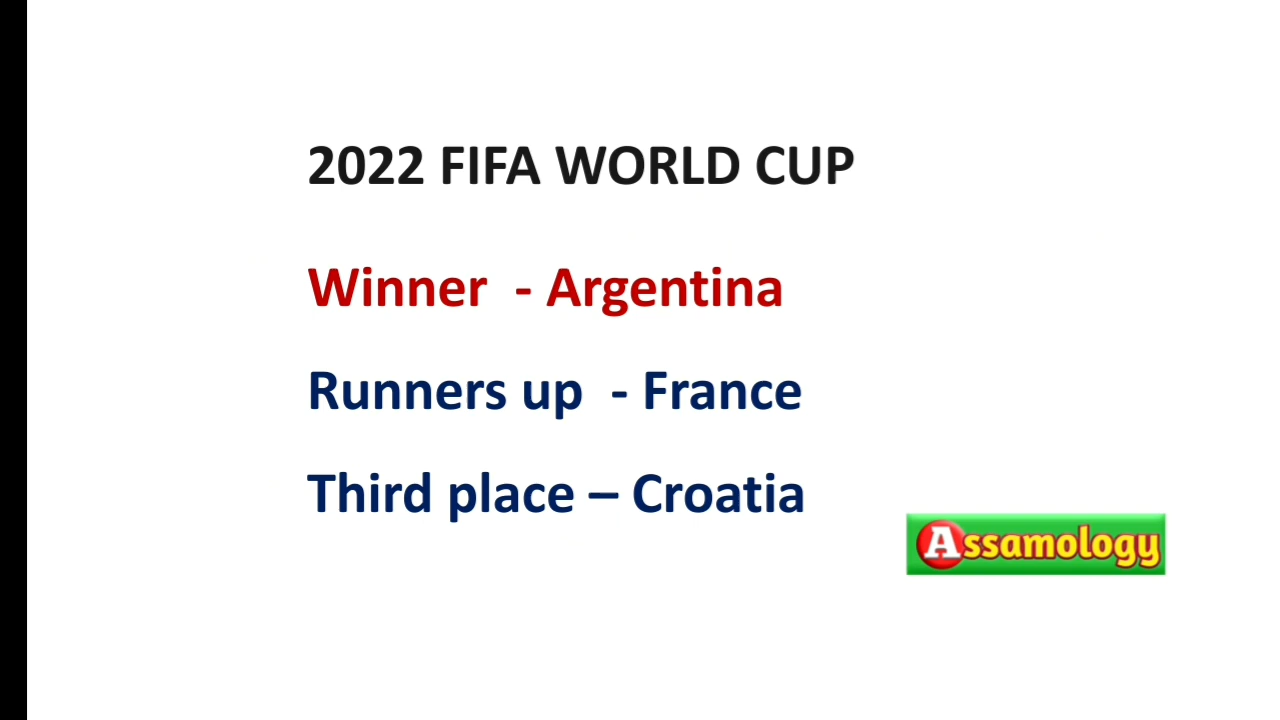 2022 FIFA WORLD CUP
Winner - Argentina
Runners up - France
Third place – Croatia
Assamology